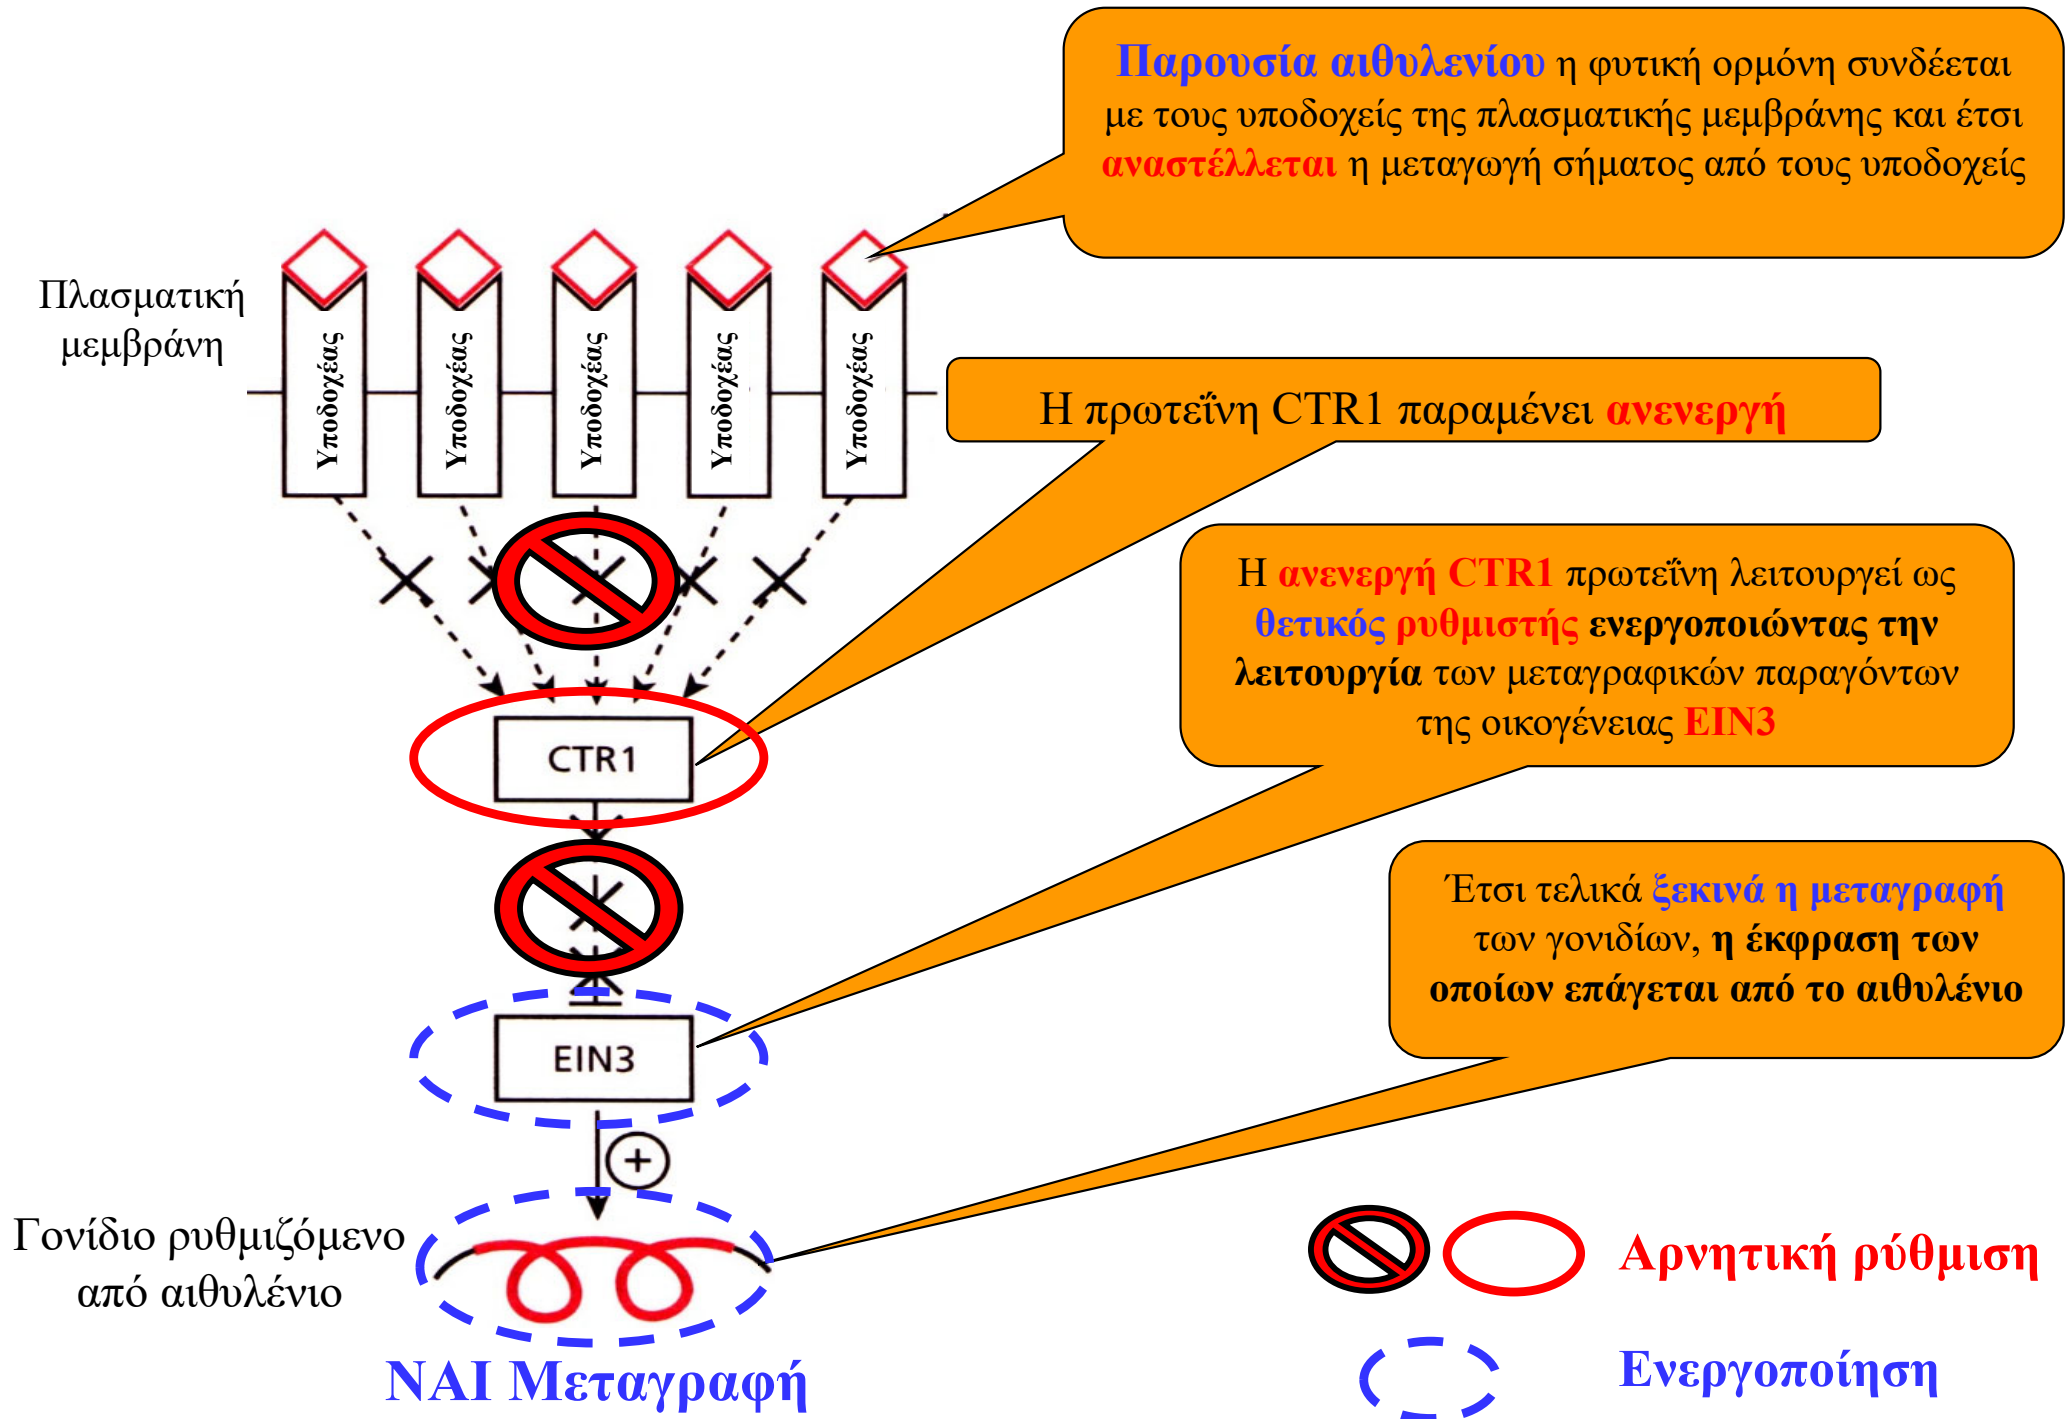 Παρουσία αιθυλενίου η φυτική ορμόνη συνδέεται
με τους υποδοχείς της πλασματικής μεμβράνης και έτσι
αναστέλλεται η μεταγωγή σήματος από τους υποδοχείς
Πλασματική
μεμβράνη
Υποδοχέας
Υποδοχέας
Υποδοχέας
Υποδοχέας
Υποδοχέας
Η πρωτεΐνη CTR1 παραμένει ανενεργή
Η ανενεργή CTR1 πρωτεΐνη λειτουργεί ως
θετικός ρυθμιστής ενεργοποιώντας την
λειτουργία των μεταγραφικών παραγόντων
της οικογένειας EIN3
CTR1
Έτσι τελικά ξεκινά η μεταγραφή
των γονιδίων, η έκφραση των
οποίων επάγεται από το αιθυλένιο
EIN3
+
Γονίδιο ρυθμιζόμενο
από αιθυλένιο
ΝΑΙ Μεταγραφή
Αρνητική ρύθμιση
Ενεργοποίηση